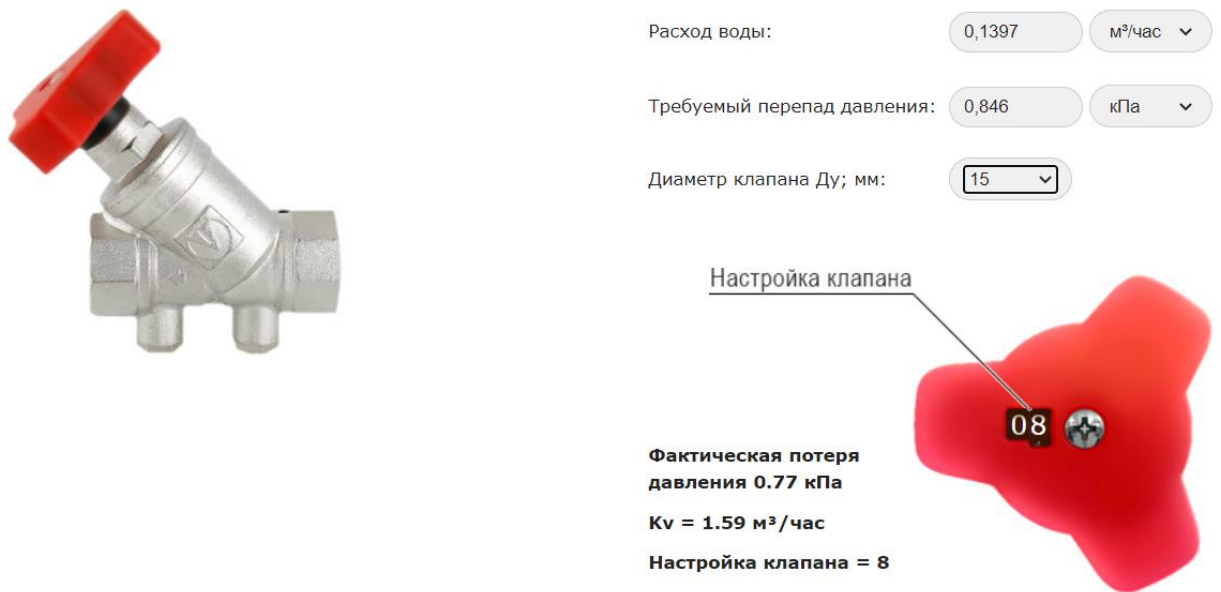 Расход воды: 0,1397 м³/час
Требуемый перепад давления: 0,846 кПа
Диаметр клапана Ду; мм: 15
Настройка клапана
08
Фактическая потеря
давления 0.77 кПа
Kv = 1.59 м³/час
Настройка клапана = 8